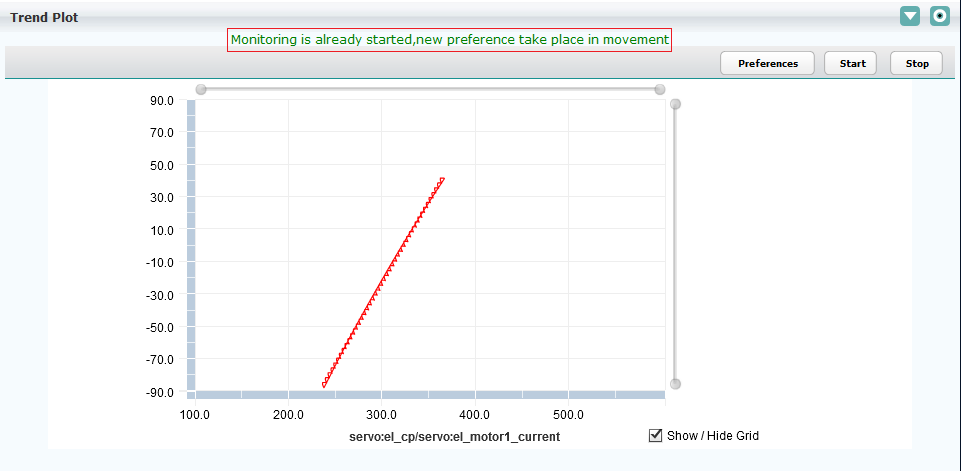 Trend Plot
Monitoring is already started,new preference take place in movement
Preferences
Start
Stop
90.0
70.0
50.0
30.0
10.0
-10.0
-30.0
-50.0
-70.0
-90.0
100.0
200.0
300.0
400.0
500.0
servo:el_cp/servo:el_motor1_current
Show / Hide Grid